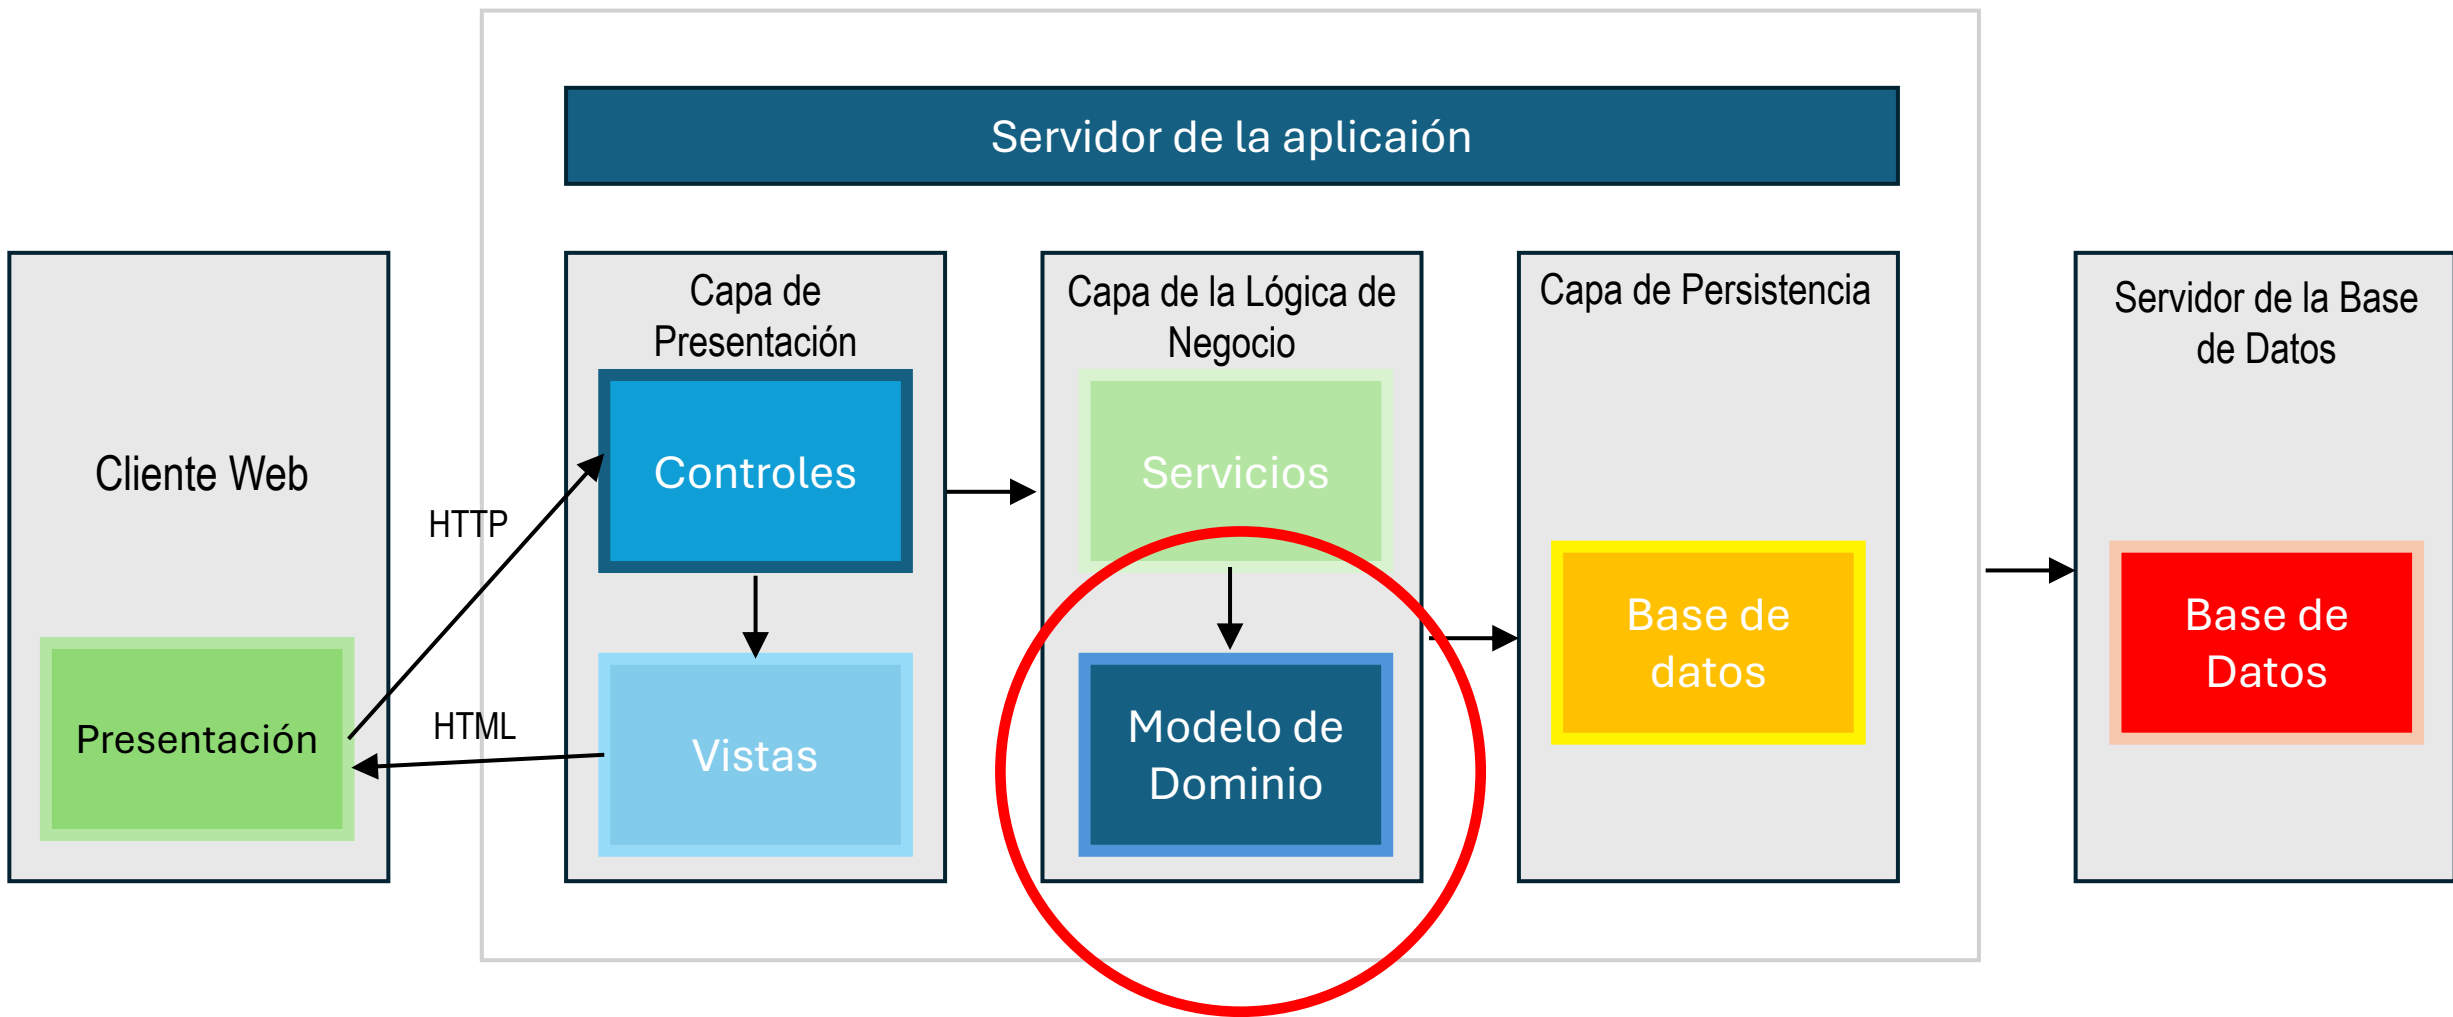 Servidor de la aplicaión
Cliente Web
Presentación
HTTP
HTML
Capa de
Presentación
Controles
Vistas
Capa de la Lógica de
Negocio
Servicios
Modelo de
Dominio
Capa de Persistencia
Base de
datos
Servidor de la Base
de Datos
Base de
Datos